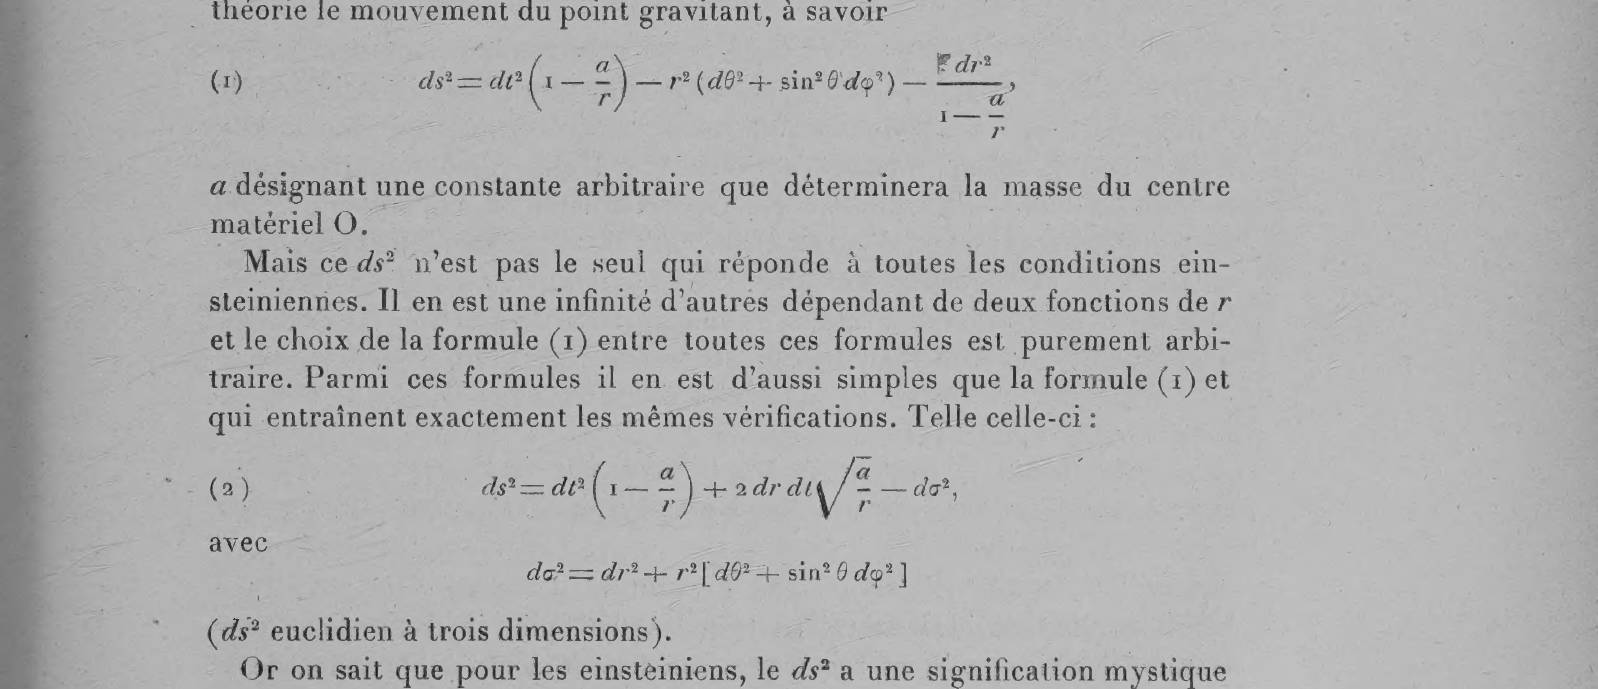 théorie le mouvement du point gravitant, à savoir
(1) ds² = dt² (1 − a/r) − r² (dθ² + sin² θ dφ²) − dr² / (1 − a/r),
a désignant une constante arbitraire que déterminera la masse du centre
matériel O.
Mais ce ds² n'est pas le seul qui réponde à toutes les conditions ein-
steiniennes. Il en est une infinité d'autres dépendant de deux fonctions de r
et le choix de la formule (1) entre toutes ces formules est purement arbi-
traire. Parmi ces formules il en est d'aussi simples que la formule (1) et
qui entraînent exactement les mêmes vérifications. Telle celle-ci :
(2) ds² = dt² (1 − a/r) + 2 dr dt √(a/r) − dσ²,
avec
dσ² = dr² + r² [dθ² + sin² θ dφ²]
(ds² euclidien à trois dimensions).
Or on sait que pour les einsteiniens, le ds² a une signification mystique